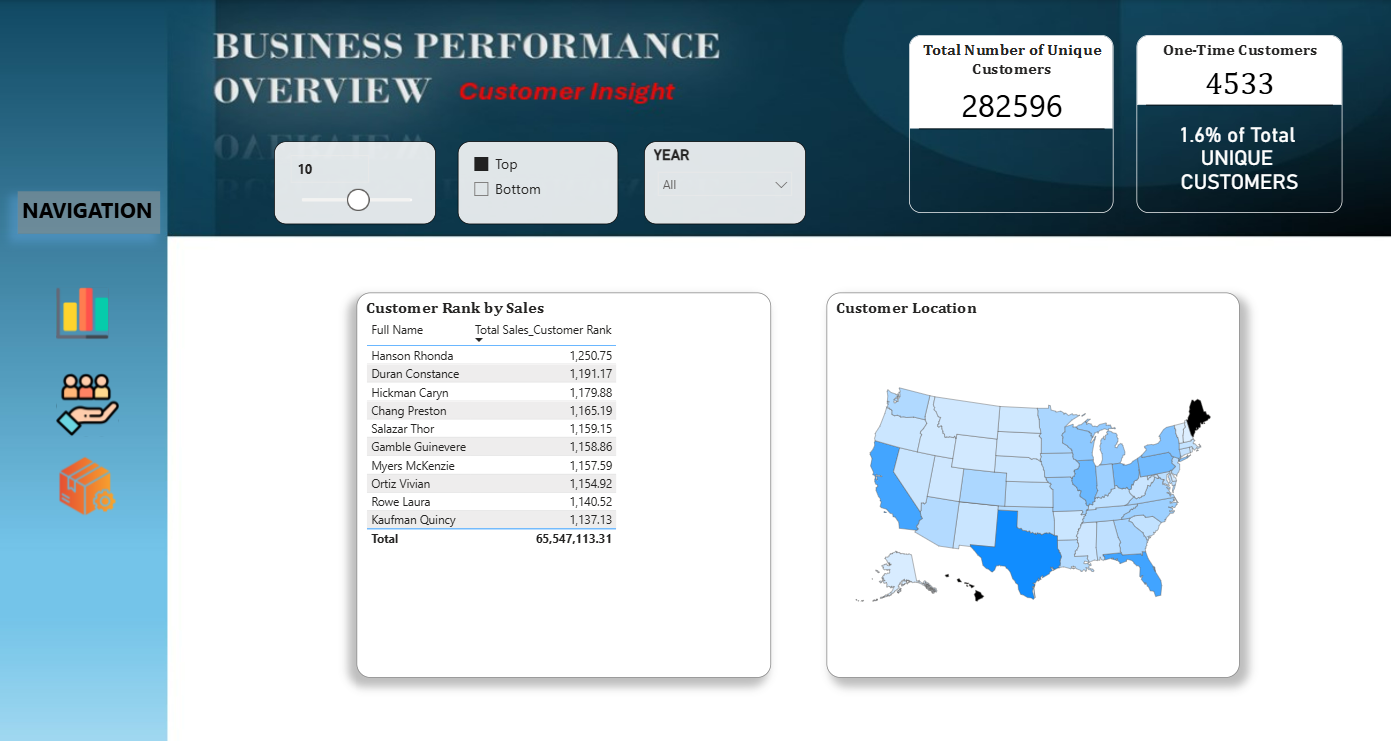 BUSINESS PERFORMANCE
OVERVIEW
Customer Insight
Total Number of Unique
Customers
282596
One-Time Customers
4533
1.6% of Total
UNIQUE
CUSTOMERS
10
Top
Bottom
YEAR
All
NAVIGATION
Customer Rank by Sales
Full Name Total Sales_Customer Rank
Hanson Rhonda 1,250.75
Duran Constance 1,191.17
Hickman Caryn 1,179.88
Chang Preston 1,165.19
Salazar Thor 1,159.15
Gamble Guinevere 1,158.86
Myers McKenzie 1,157.59
Ortiz Vivian 1,154.92
Rowe Laura 1,140.52
Kaufman Quincy 1,137.13
Total 65,547,113.31
Customer Location